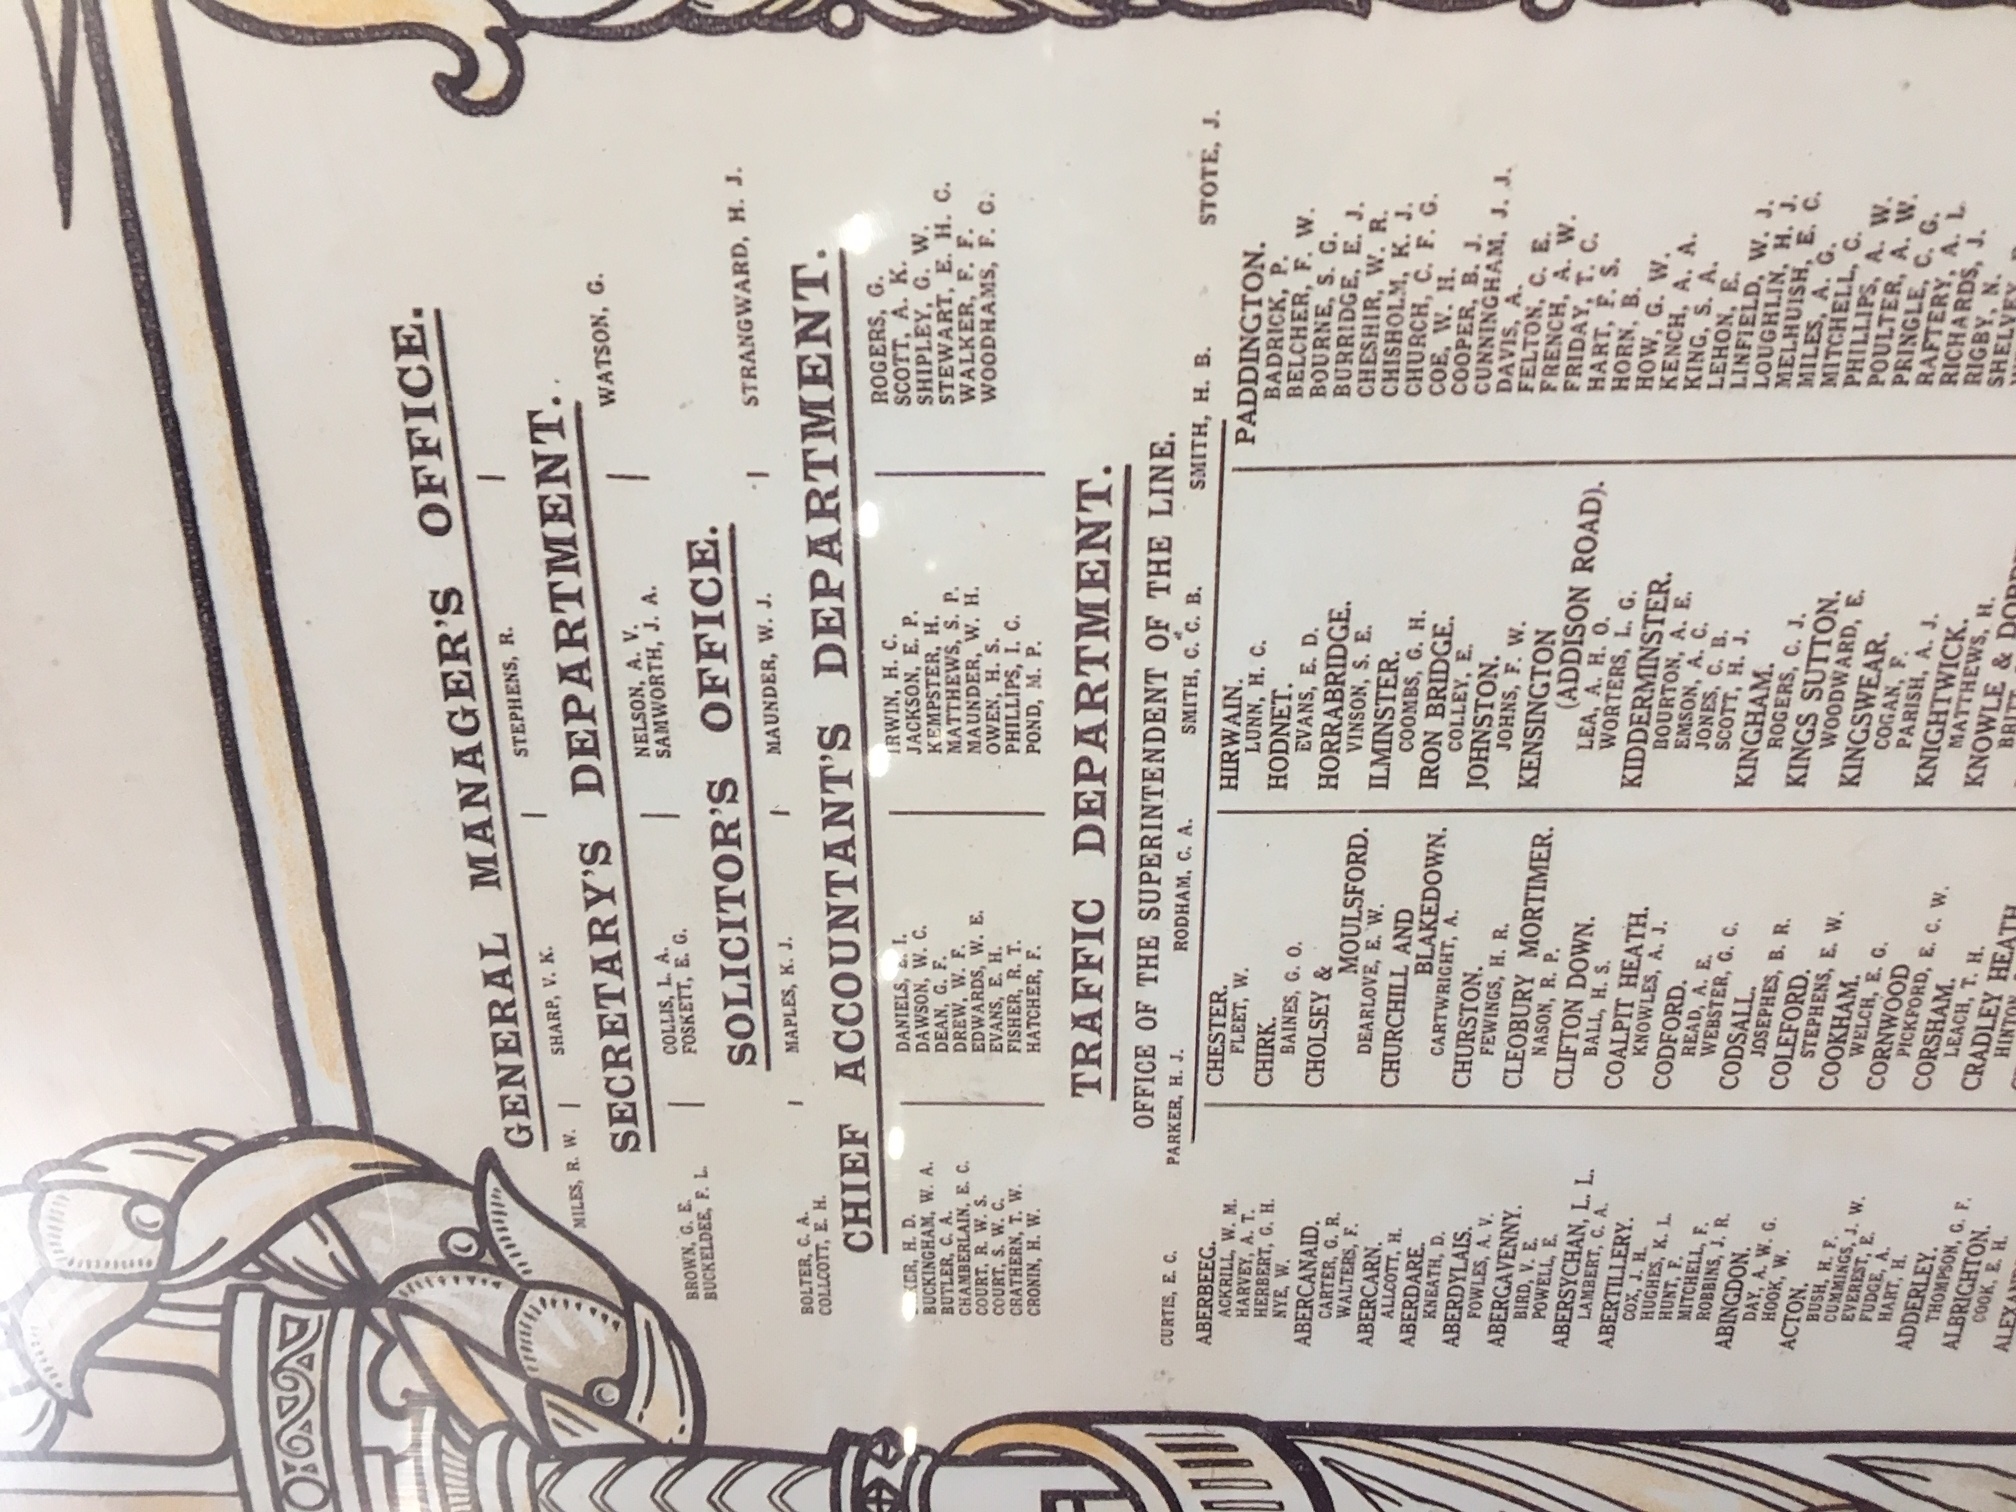 GENERAL MANAGER'S OFFICE.
MILES, R. W.
SHARP, V. K.
STEPHENS, R.
SECRETARY'S DEPARTMENT.
BROWN, G. E.
BUCKELDEE, F. L.
COLLIS, L. A.
FOSKETT, E. G.
NELSON, A. V.
SAMWORTH, J. A.
WATSON, G.
SOLICITOR'S OFFICE.
BOLTER, C. A.
COLLCOTT, E. H.
MAPLES, K. J.
MAUNDER, W. J.
STRANGWARD, H. J.
CHIEF ACCOUNTANT'S DEPARTMENT.
H. D.
BUCKINGHAM, W. A.
BUTLER, C. A.
CHAMBERLAIN, E. C.
COURT, R. W. S.
COURT, S. W. C.
CRATHERN, T. W.
CRONIN, H. W.
DANIELS, I.
DAWSON, W. C.
DEAN, G. F.
DREW, W. F.
EDWARDS, W. E.
EVANS, E. H.
FISHER, R. T.
HATCHER, F.
IRWIN, H. C.
JACKSON, E. P.
KEMPSTER, H.
MATTHEWS, S. P.
MAUNDER, W. H.
OWEN, H. S.
PHILLIPS, I. C.
POND, M. P.
ROGERS, G.
SCOTT, A. K.
SHIPLEY, G. W.
STEWART, E. H. C.
WALKER, F. F.
WOODHAMS, F. G.
TRAFFIC DEPARTMENT.
OFFICE OF THE SUPERINTENDENT OF THE LINE.
CURTIS, E. C. PARKER, H. J. RODHAM, C. A. SMITH, C. C. B. SMITH, H. B. STOTE, J.
ABERBEEG.
ACKRILL, W. M.
HARVEY, A. T.
HERBERT, G. H.
NYE, W.
ABERCANAID.
CARTER, G. R.
WALTERS, F.
ABERCARN.
ALLCOTT, H.
ABERDARE.
KNEATH, D.
ABERDYLAIS.
FOWLES, A. V.
ABERGAVENNY.
BIRD, V. E.
POWELL, E.
ABERSYCHAN, L. L.
LAMBERT, C. A.
ABERTILLERY.
COX, J. H.
HUGHES, K. L.
HUNT, F.
MITCHELL, F.
ROBBINS, J. R.
ABINGDON.
DAY, A. W. G.
HOOK, W.
ACTON.
BUSH, H. F.
CUMMINGS, J. W.
EVEREST, E.
FUDGE, A.
HART, H.
ADDERLEY.
THOMPSON, G. F.
ALBRIGHTON.
COOK, E. H.
CHESTER.
FLEET, W.
CHIRK.
BAINES, G. O.
CHOLSEY &
MOULSFORD.
DEARLOVE, E. W.
CHURCHILL AND
BLAKEDOWN.
CARTWRIGHT, A.
CHURSTON.
FEWINGS, H. R.
CLEOBURY MORTIMER.
NASON, R. P.
CLIFTON DOWN.
BALL, H. S.
COALPIT HEATH.
KNOWLES, A. J.
CODFORD.
READ, A. E.
WEBSTER, G. C.
CODSALL.
JOSEPHES, B. R.
COLEFORD.
STEPHENS, E. W.
COOKHAM.
WELCH, E. G.
CORNWOOD
PICKFORD, E. C. W.
CORSHAM.
LEACH, T. H.
CRADLEY HEATH
HIRWAIN.
LUNN, H. C.
HODNET.
EVANS, E. D.
HORRABRIDGE.
VINSON, S. E.
ILMINSTER.
COOMBS, G. H.
IRON BRIDGE.
COLLEY, E.
JOHNSTON.
JOHNS, F. W.
KENSINGTON
(ADDISON ROAD).
LEA, A. H. O.
WORTERS, L. G.
KIDDERMINSTER.
BOURTON, A. E.
EMSON, A. C.
JONES, C. B.
SCOTT, H. J.
KINGHAM.
ROGERS, C. J.
KINGS SUTTON.
WOODWARD, E.
KINGSWEAR.
COGAN, F.
PARISH, A. J.
KNIGHTWICK.
MATTHEWS, H.
KNOWLE &
PADDINGTON.
BADRICK, P.
BELCHER, F. W.
BOURNE, S. G.
BURRIDGE, E. J.
CHESHIR, W. R.
CHISHOLM, K. J.
CHURCH, C. F. G.
COE, W. H.
COOPER, B. J.
CUNNINGHAM, J. J.
DAVIS, A.
FELTON, C. E.
FRENCH, A. W.
FRIDAY, T. C.
HART, F. S.
HORN, B.
HOW, G. W.
KENCH, A. A.
KING, S. A.
LEHON, E.
LINFIELD, W. J.
LOUGHLIN, H. J.
MELHUISH, E. C.
MILES, A. G.
MITCHELL, C.
PHILLIPS, A. W.
POULTER, A. W.
PRINGLE, C. G.
RAFTERY, A. L.
RICHARDS, J.
RIGBY, N.